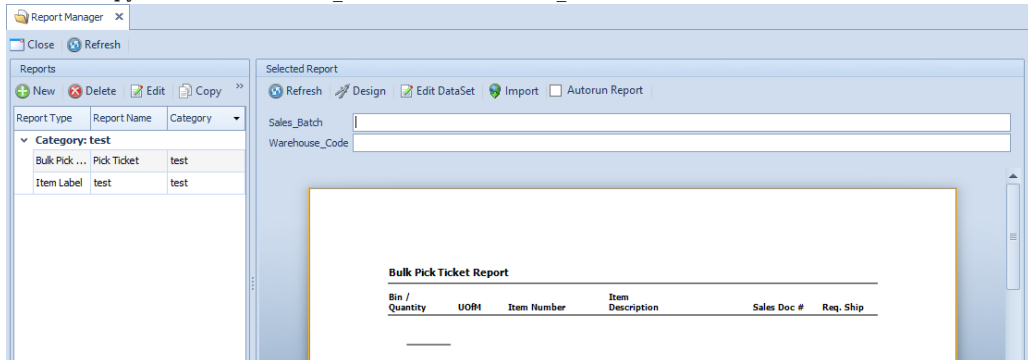 Report Manager X
Close Refresh
Reports
New Delete Edit Copy »
Report Type Report Name Category
Category: test
Bulk Pick ... Pick Ticket test
Item Label test test
Selected Report
Refresh Design Edit DataSet Import Autorun Report
Sales_Batch
Warehouse_Code
Bulk Pick Ticket Report
Bin / Quantity UOfM Item Number Item Description Sales Doc # Req. Ship